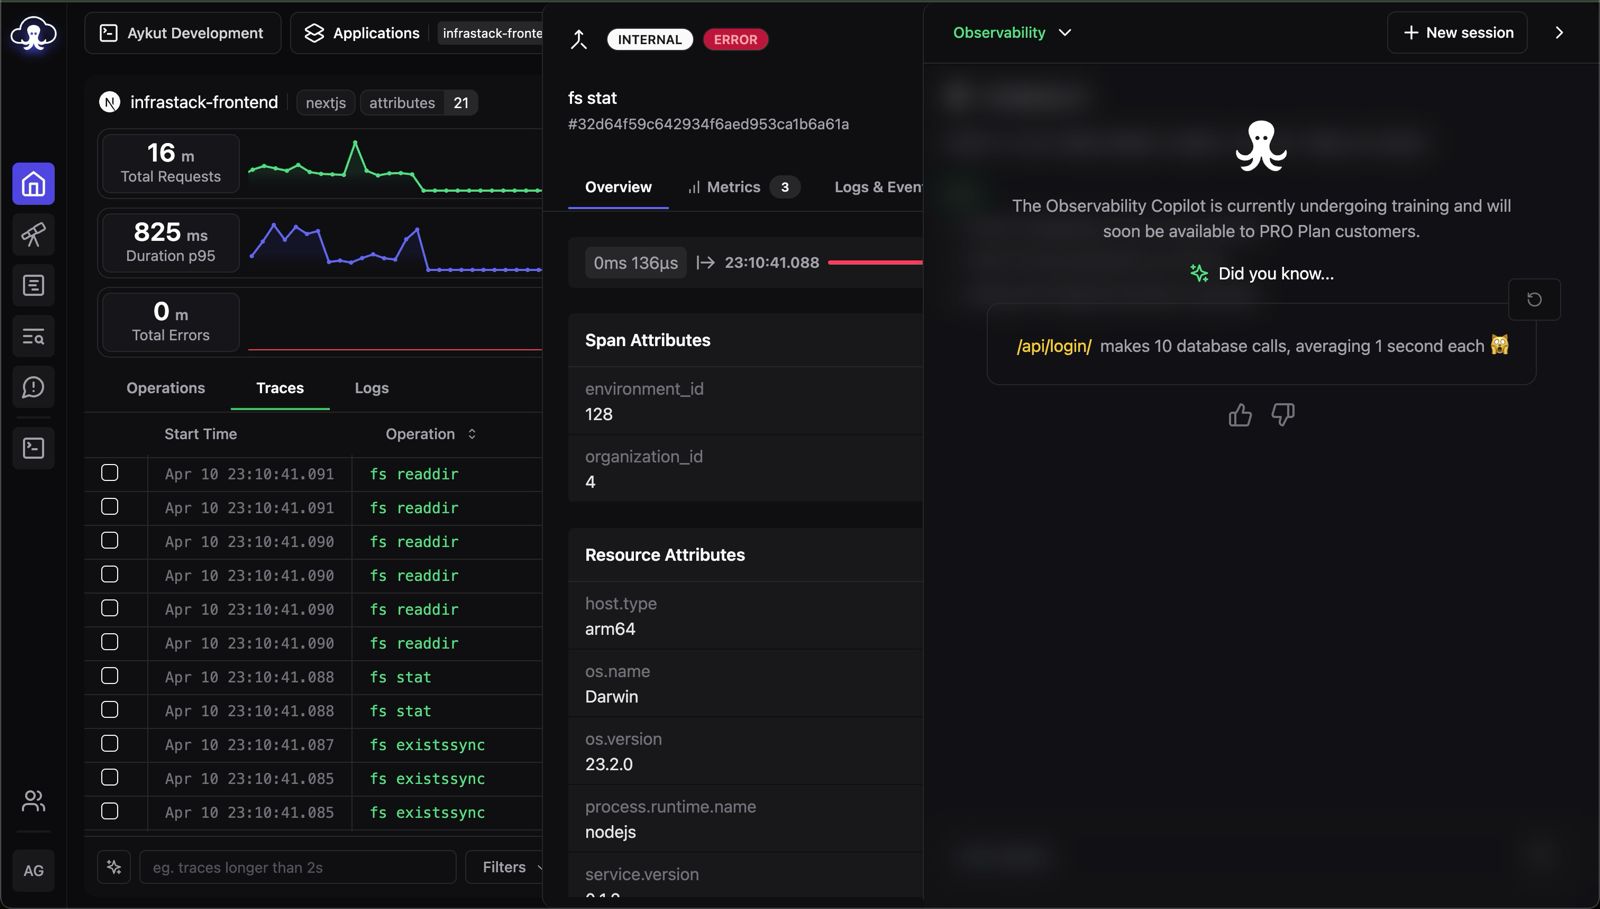 Aykut Development
Applications
infrastack-fronte
INTERNAL
ERROR
Observability
New session
N
infrastack-frontend
nextjs
attributes 21
fs stat
#32d64f59c642934f6aed953ca1b6a61a
16 m
Total Requests
825 ms
Duration p95
0 m
Total Errors
Overview
Metrics 3
Logs & Even
0ms 136µs
23:10:41.088
The Observability Copilot is currently undergoing training and will
soon be available to PRO Plan customers.
Did you know...
/api/login/ makes 10 database calls, averaging 1 second each
Operations
Traces
Logs
Start Time
Operation
Apr 10 23:10:41.091 fs readdir
Apr 10 23:10:41.091 fs readdir
Apr 10 23:10:41.090 fs readdir
Apr 10 23:10:41.090 fs readdir
Apr 10 23:10:41.090 fs readdir
Apr 10 23:10:41.090 fs readdir
Apr 10 23:10:41.088 fs stat
Apr 10 23:10:41.088 fs stat
Apr 10 23:10:41.087 fs existssync
Apr 10 23:10:41.085 fs existssync
Apr 10 23:10:41.085 fs existssync
Span Attributes
environment_id
128
organization_id
4
Resource Attributes
host.type
arm64
os.name
Darwin
os.version
23.2.0
process.runtime.name
nodejs
service.version
eg. traces longer than 2s
Filters
AG